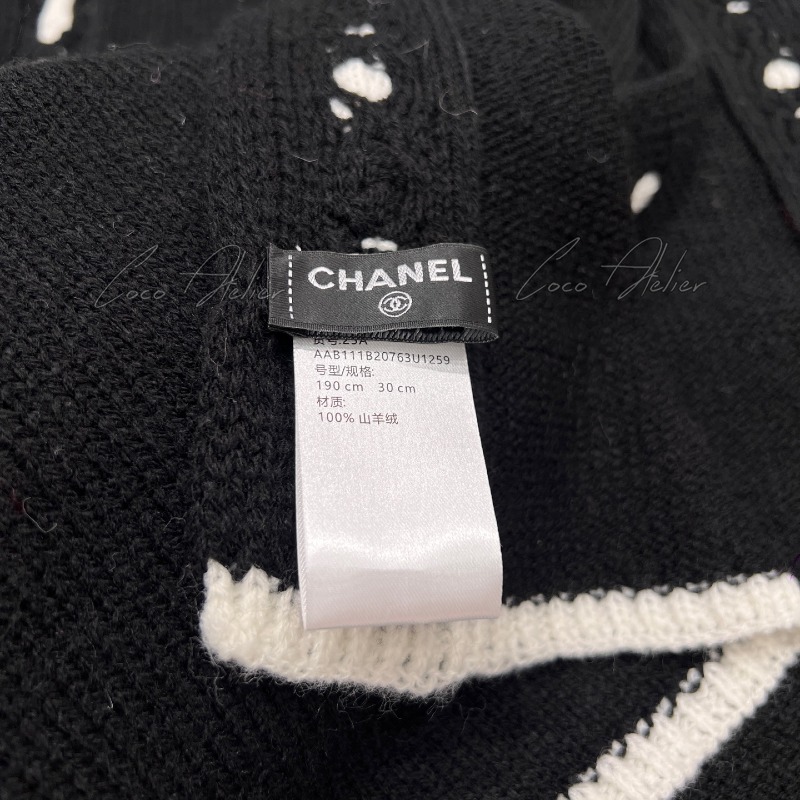 CHANEL
Coco Atelier
Coco Atelier
货号:23A
AAB111B20763U1259
号型/规格:
190 cm 30 cm
材质:
100% 山羊绒